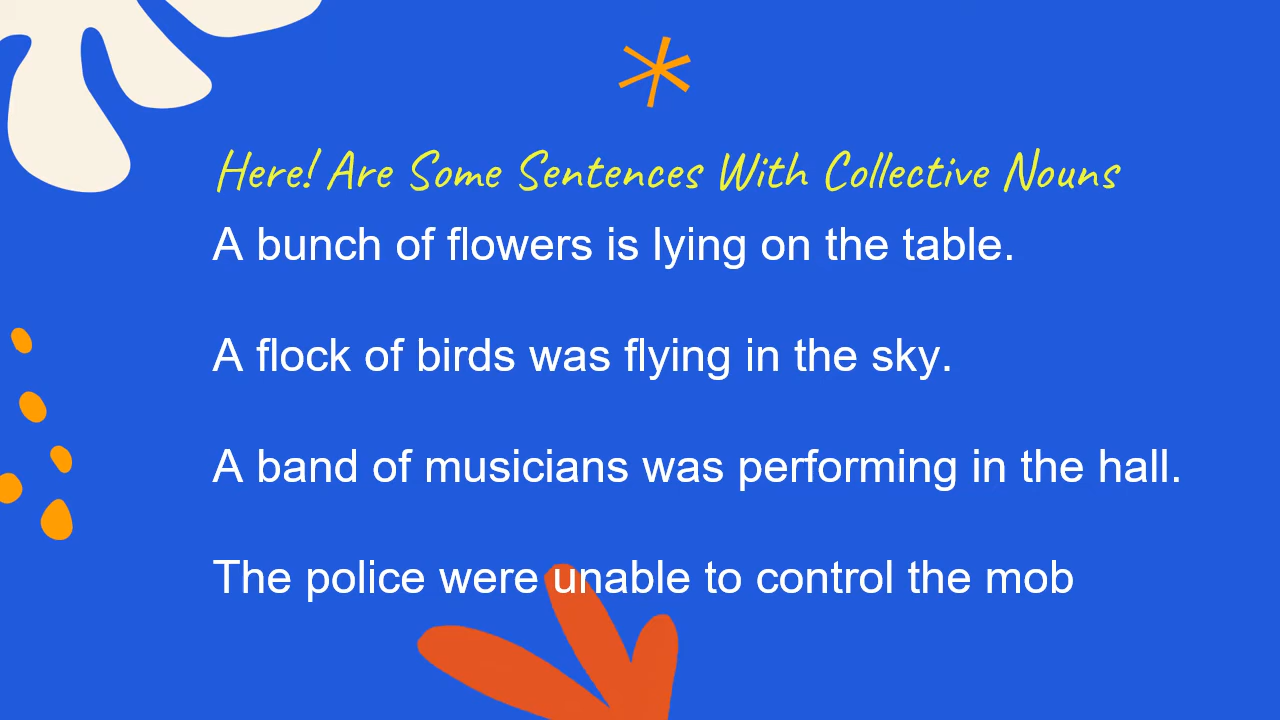 Here! Are Some Sentences With Collective Nouns
A bunch of flowers is lying on the table.
A flock of birds was flying in the sky.
A band of musicians was performing in the hall.
The police were unable to control the mob